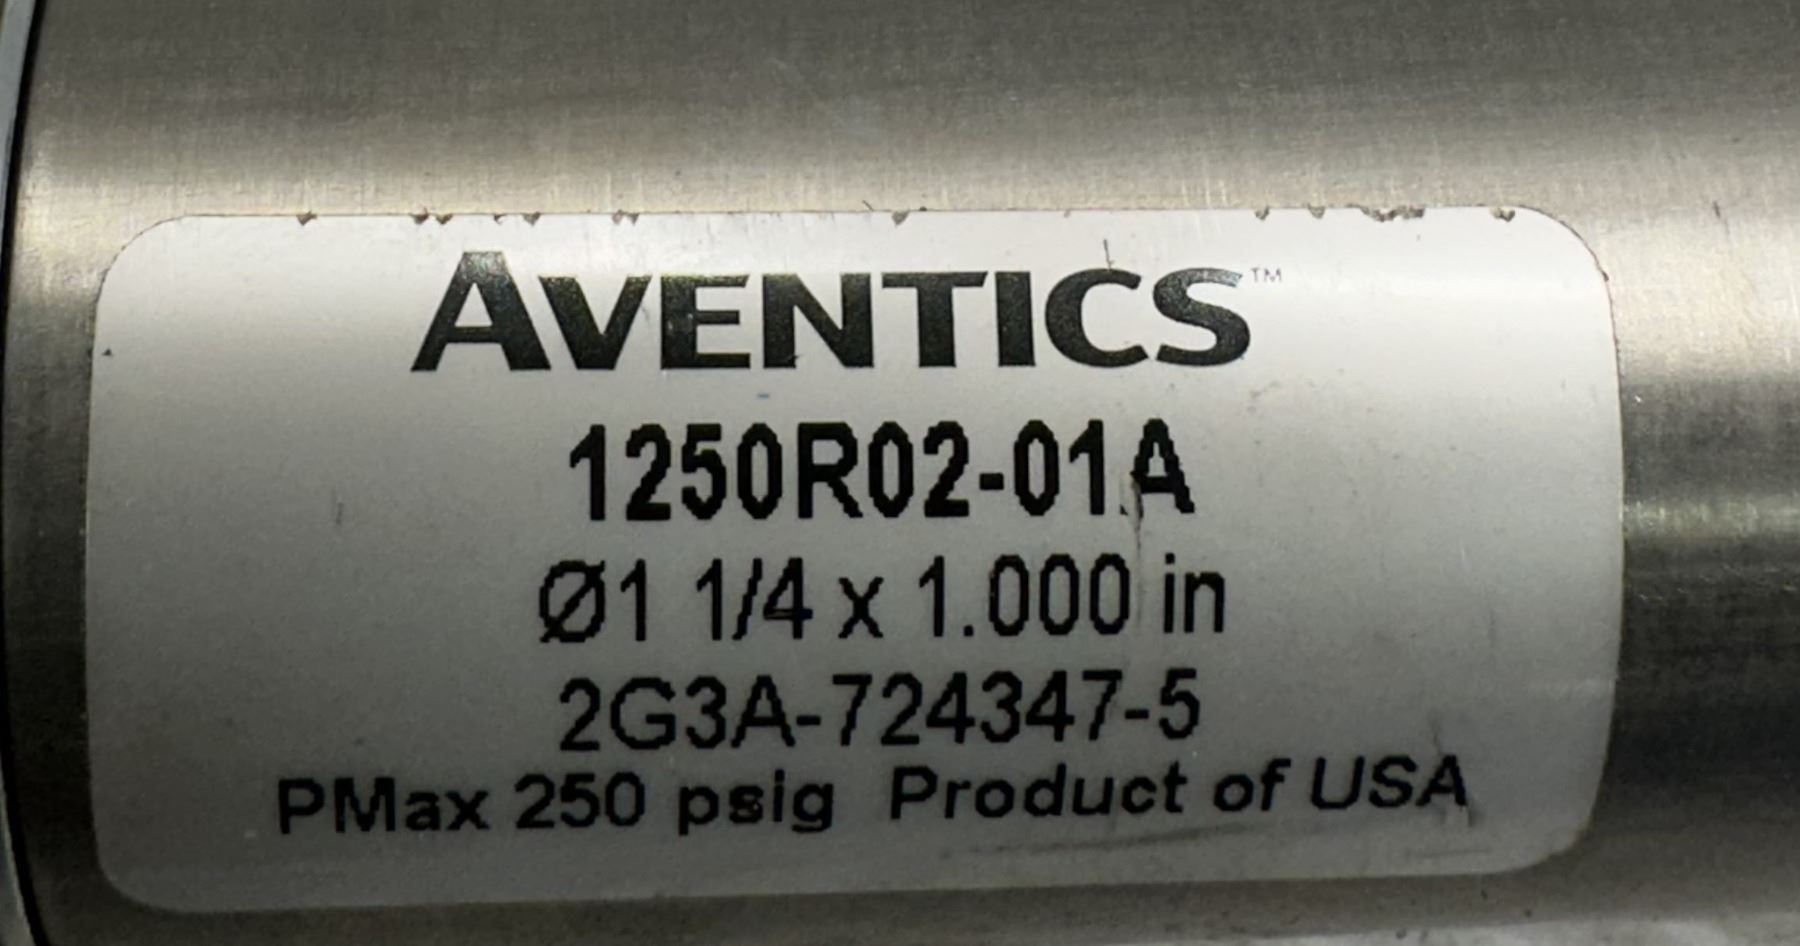 AVENTICS™
1250R02-01A
Ø1 1/4 x 1.000 in
2G3A-724347-5
PMax 250 psig Product of USA